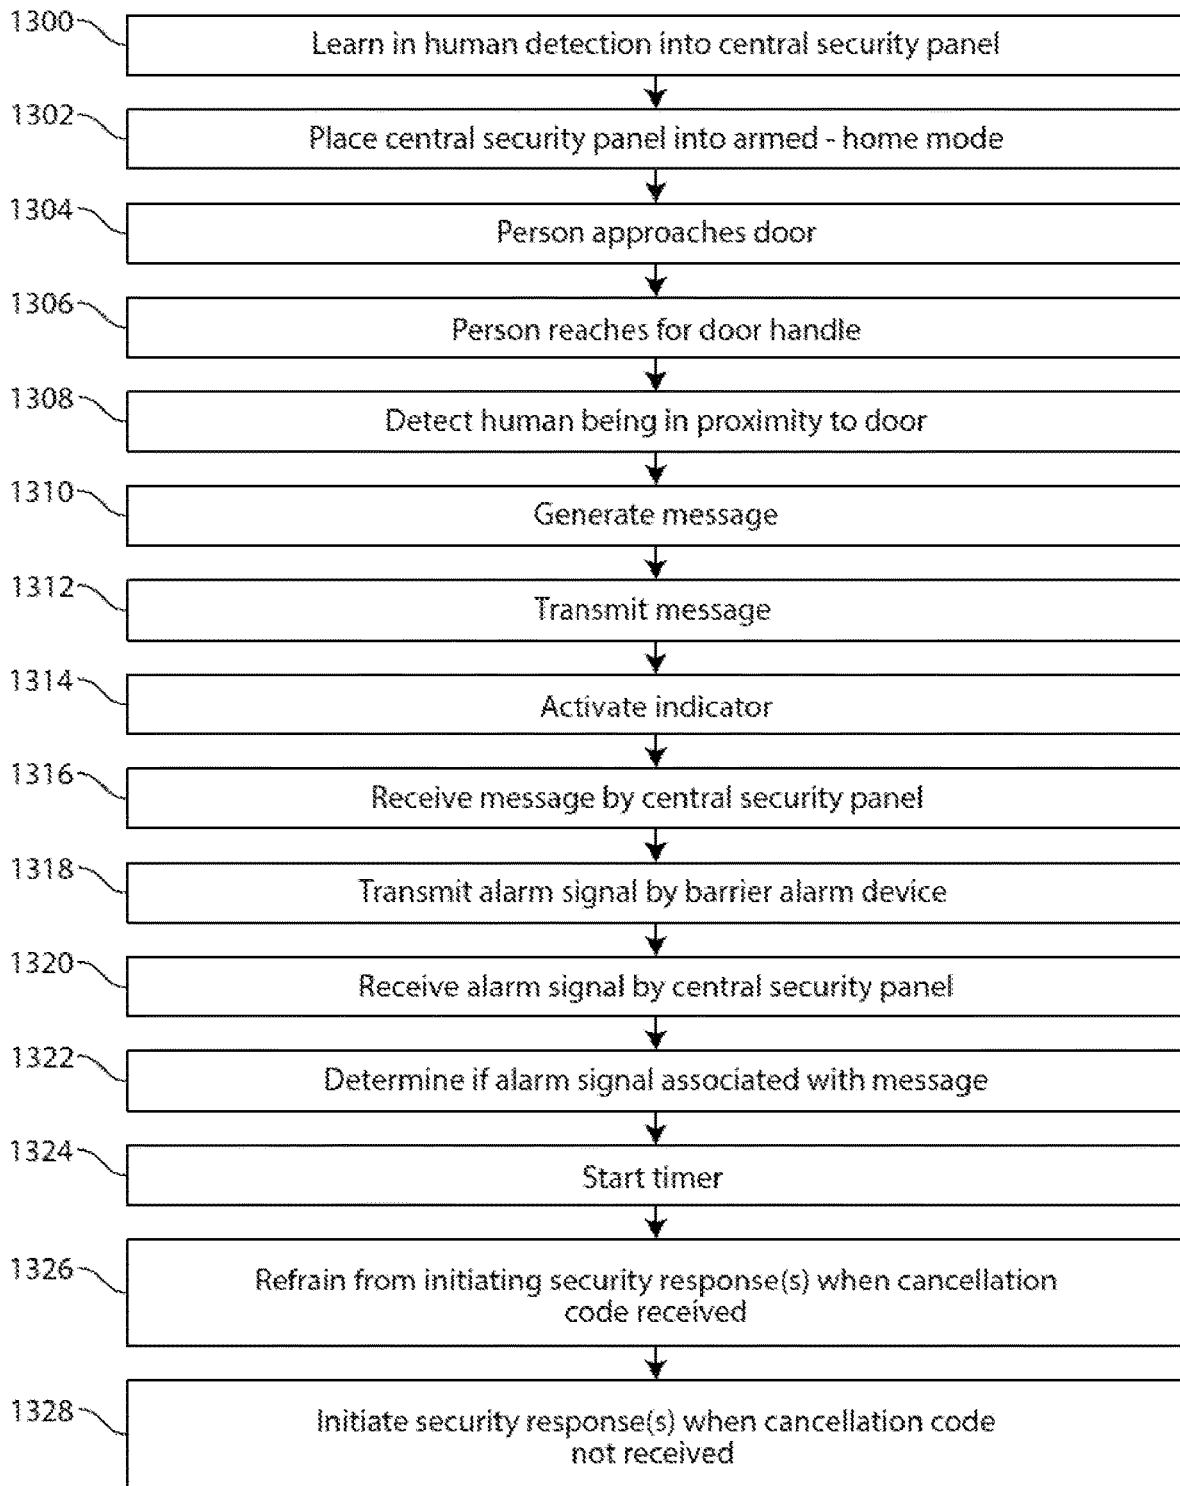 1300
Learn in human detection into central security panel
1302
Place central security panel into armed - home mode
1304
Person approaches door
1306
Person reaches for door handle
1308
Detect human being in proximity to door
1310
Generate message
1312
Transmit message
1314
Activate indicator
1316
Receive message by central security panel
1318
Transmit alarm signal by barrier alarm device
1320
Receive alarm signal by central security panel
1322
Determine if alarm signal associated with message
1324
Start timer
1326
Refrain from initiating security response(s) when cancellation
code received
1328
Initiate security response(s) when cancellation code
not received